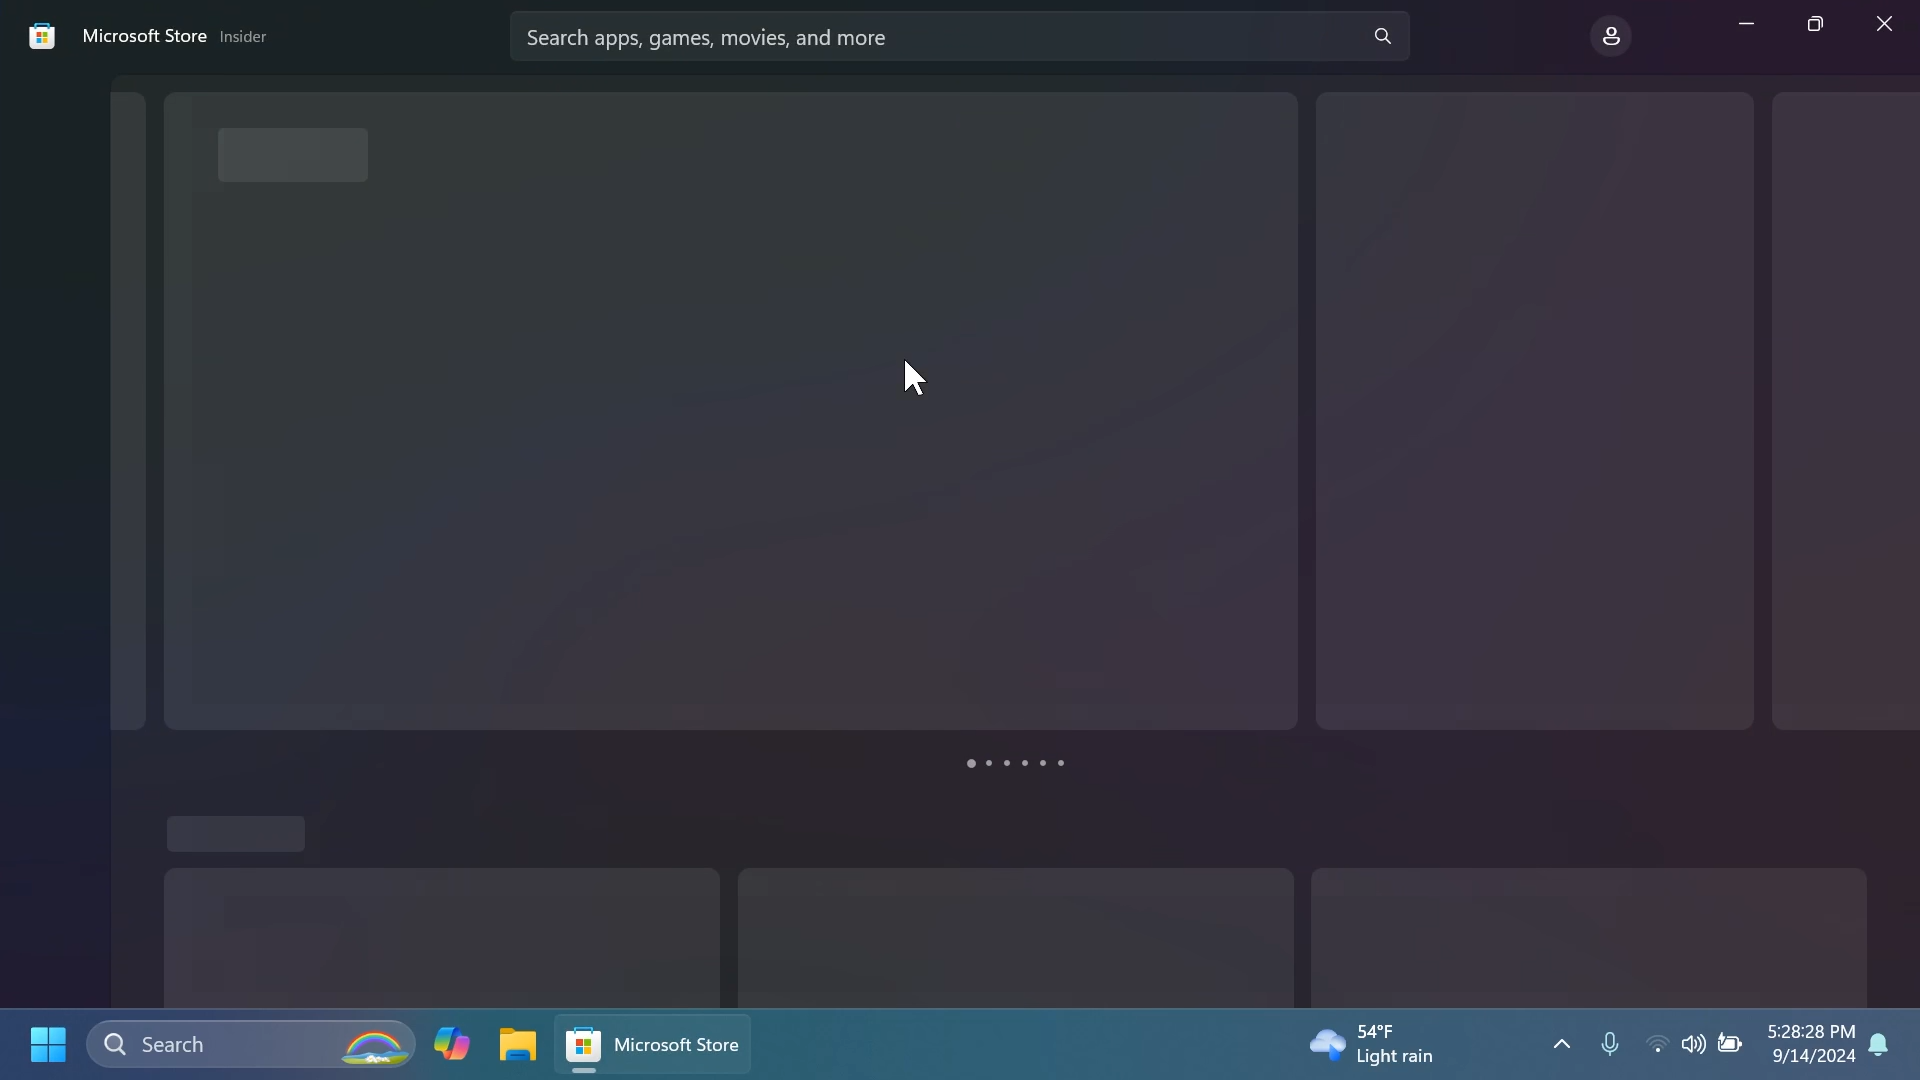 Microsoft Store Insider
Search apps, games, movies, and more
Search
Microsoft Store
54°F
Light rain
5:28:28 PM
9/14/2024